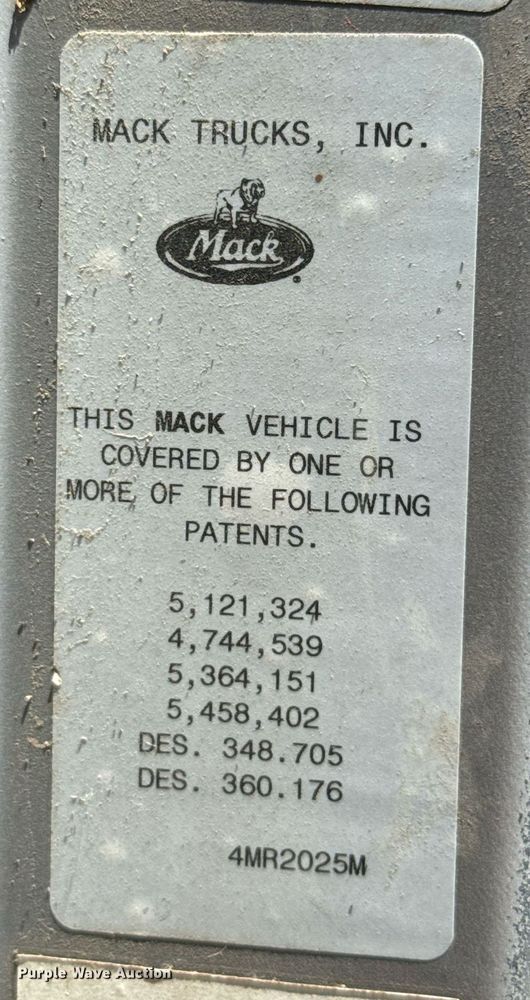 MACK TRUCKS, INC.
Mack
THIS MACK VEHICLE IS
COVERED BY ONE OR
MORE OF THE FOLLOWING
PATENTS.
5,121,324
4,744,539
5,364,151
5,458,402
DES. 348.705
DES. 360.176
4MR2025M
Purple Wave Auction